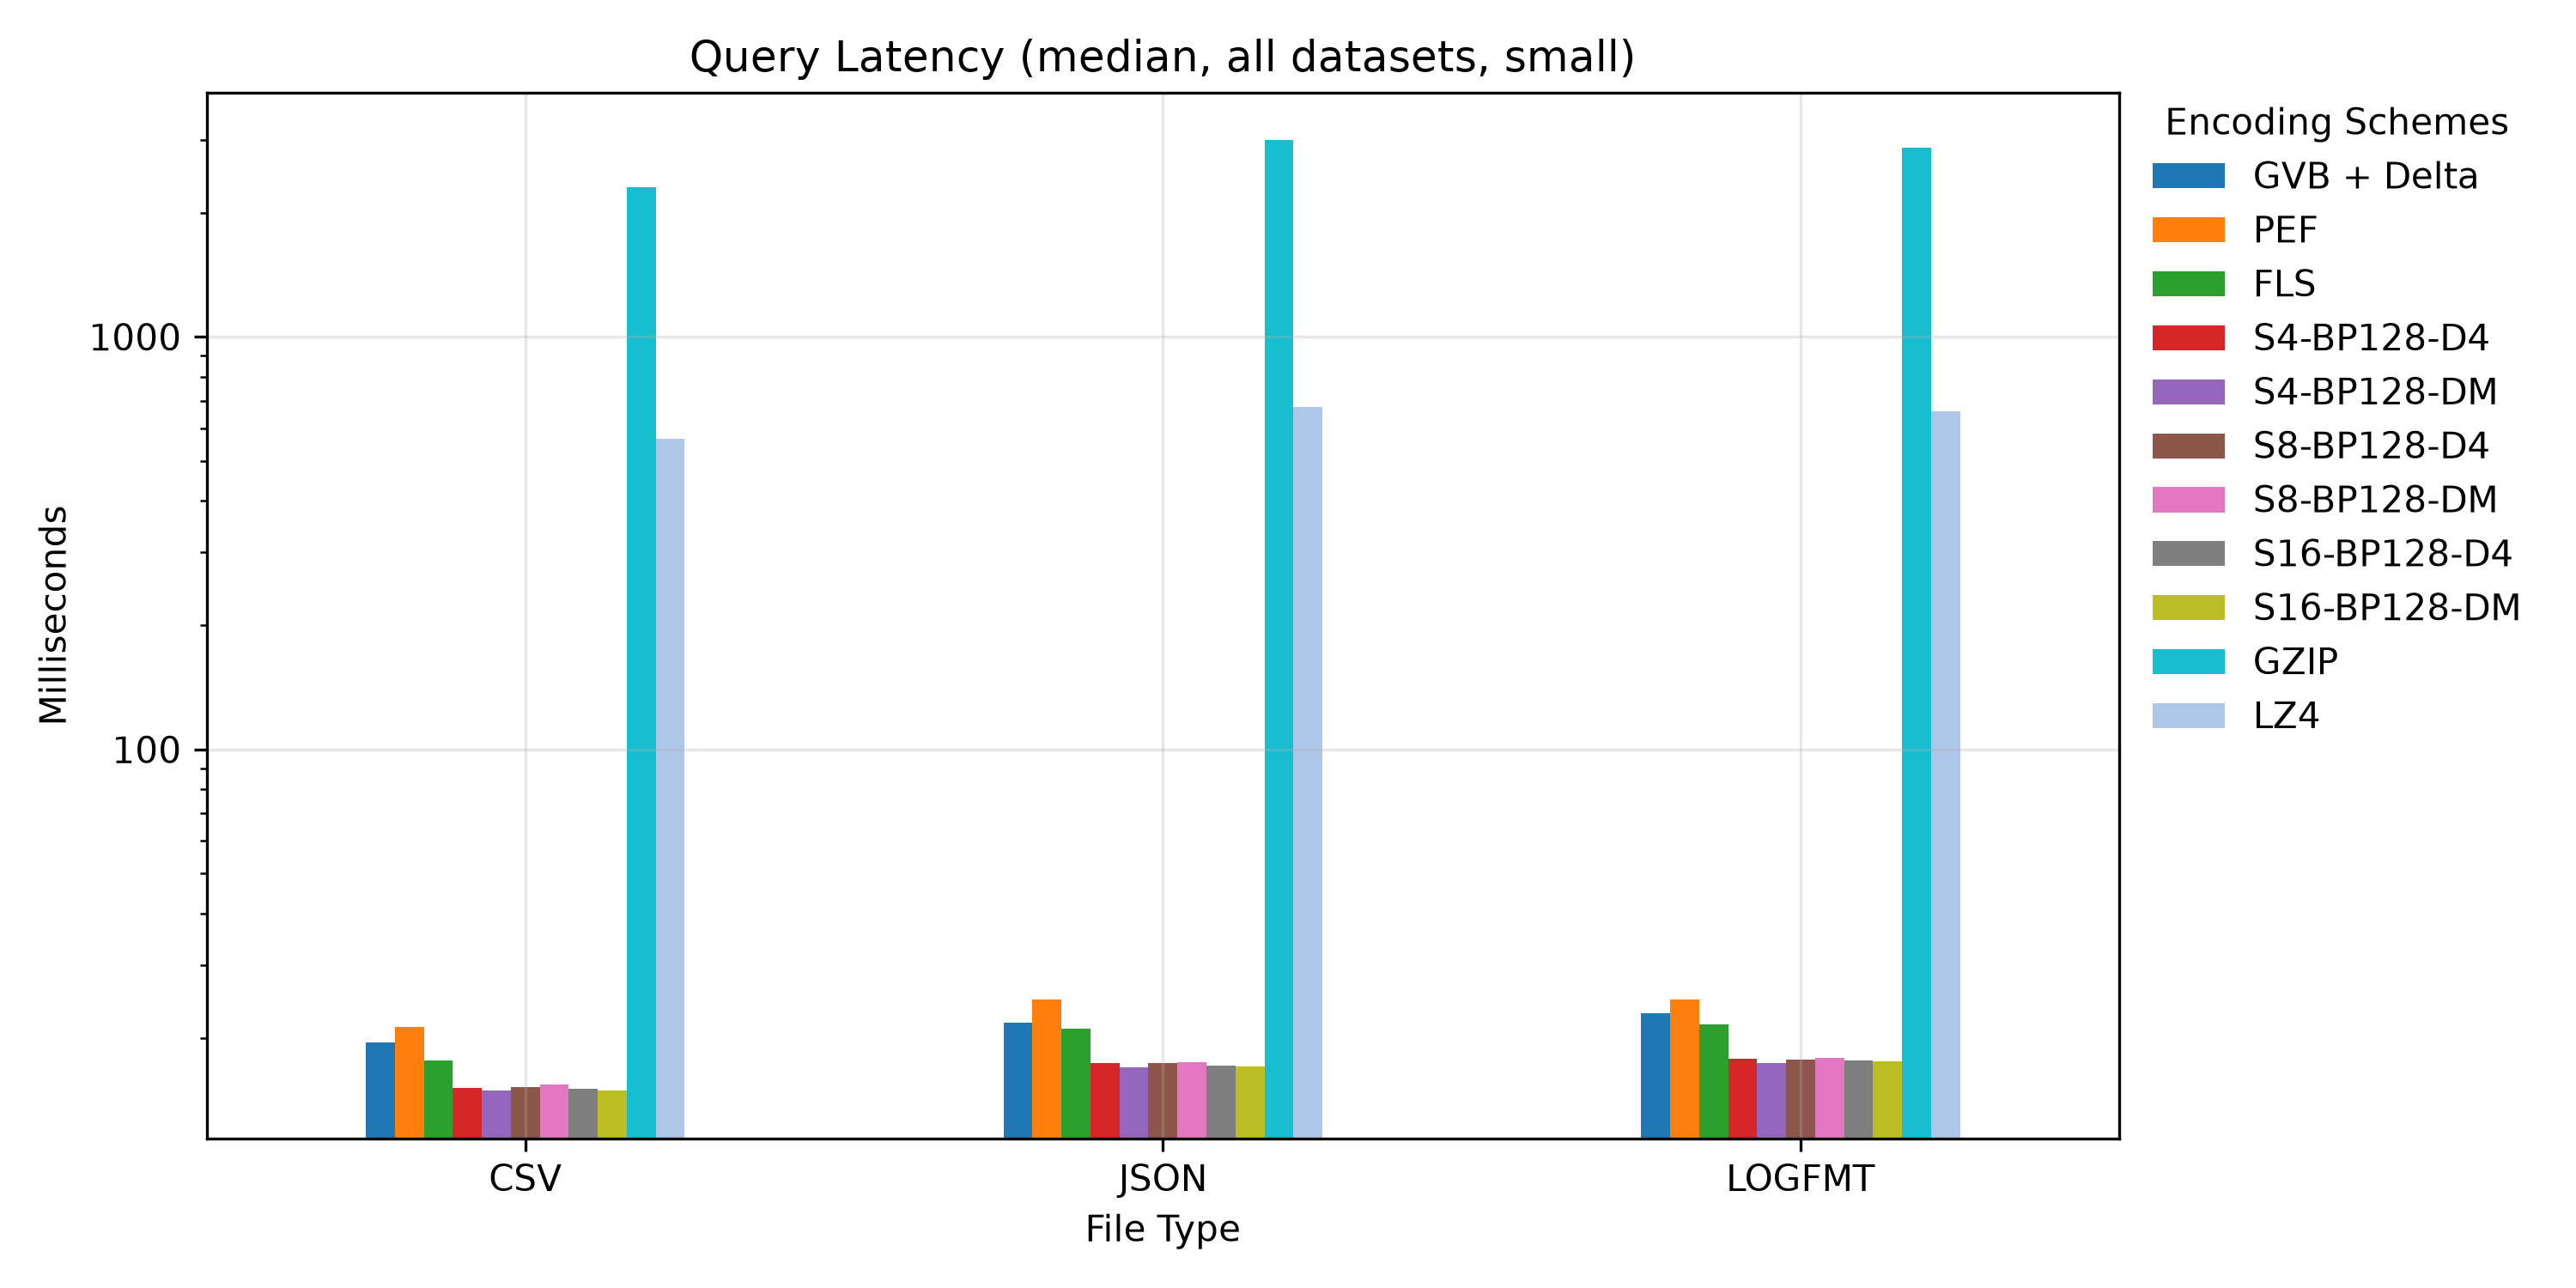 Query Latency (median, all datasets, small)
Encoding Schemes
GVB + Delta
PEF
FLS
S4-BP128-D4
S4-BP128-DM
S8-BP128-D4
S8-BP128-DM
S16-BP128-D4
S16-BP128-DM
GZIP
LZ4
Milliseconds
1000
100
CSV
JSON
LOGFMT
File Type